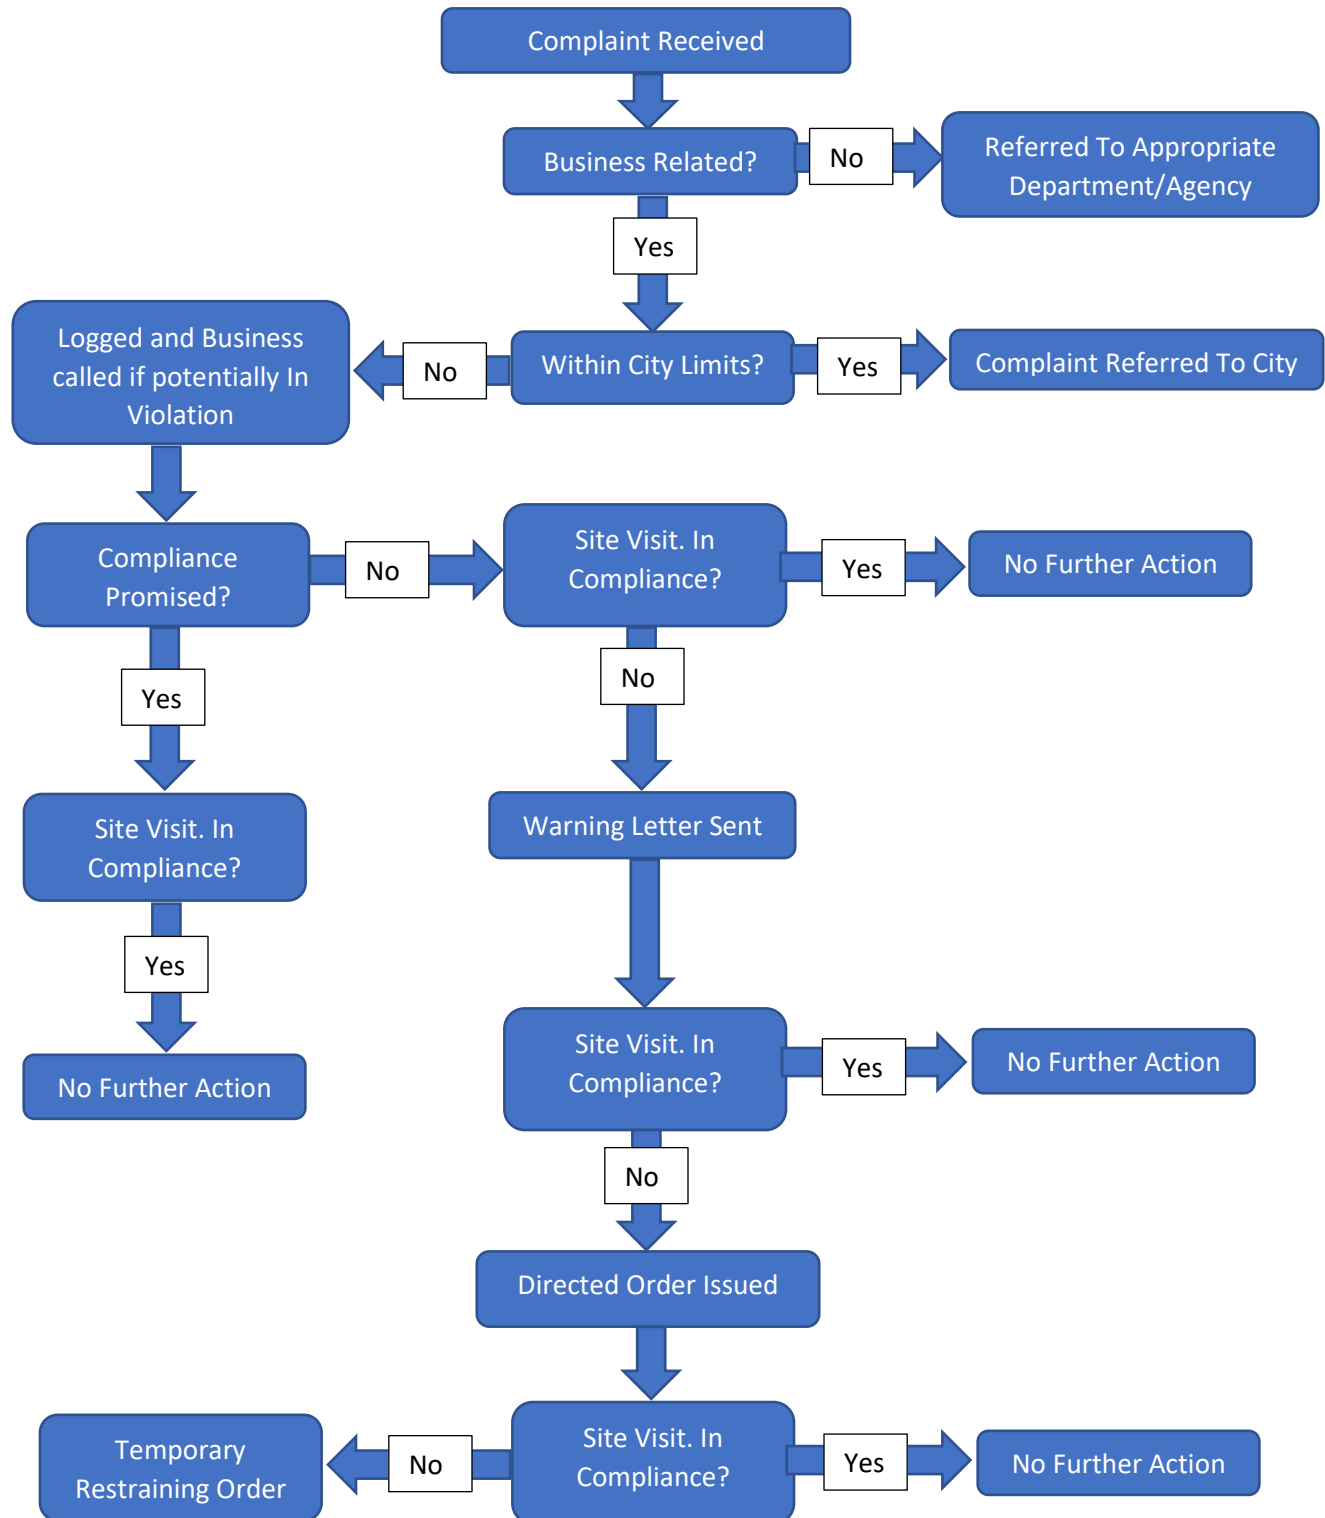 Complaint Received
Business Related?
No
Referred To Appropriate
Department/Agency
Yes
Logged and Business
called if potentially In
Violation
No
Within City Limits?
Yes
Complaint Referred To City
Compliance
Promised?
No
Site Visit. In
Compliance?
Yes
No Further Action
Yes
No
Site Visit. In
Compliance?
Warning Letter Sent
Yes
No Further Action
Site Visit. In
Compliance?
Yes
No Further Action
No
Directed Order Issued
Temporary
Restraining Order
No
Site Visit. In
Compliance?
Yes
No Further Action